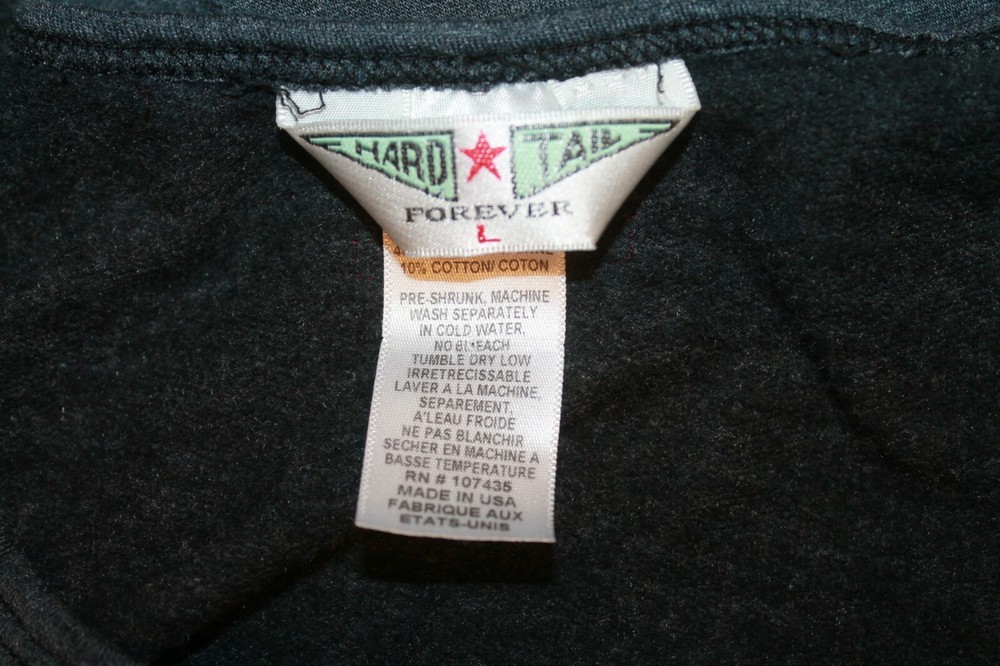 HARD TAIL
FOREVER
L
10% COTTON/ COTON
PRE-SHRUNK, MACHINE
WASH SEPARATELY
IN COLD WATER,
NO BLEACH
TUMBLE DRY LOW
IRRETRECISSABLE
LAVER A LA MACHINE,
SEPAREMENT,
A'LEAU FROIDE
NE PAS BLANCHIR
SECHER EN MACHINE A
BASSE TEMPERATURE
RN # 107435
MADE IN USA
FABRIQUE AUX
ETATS-UNIS